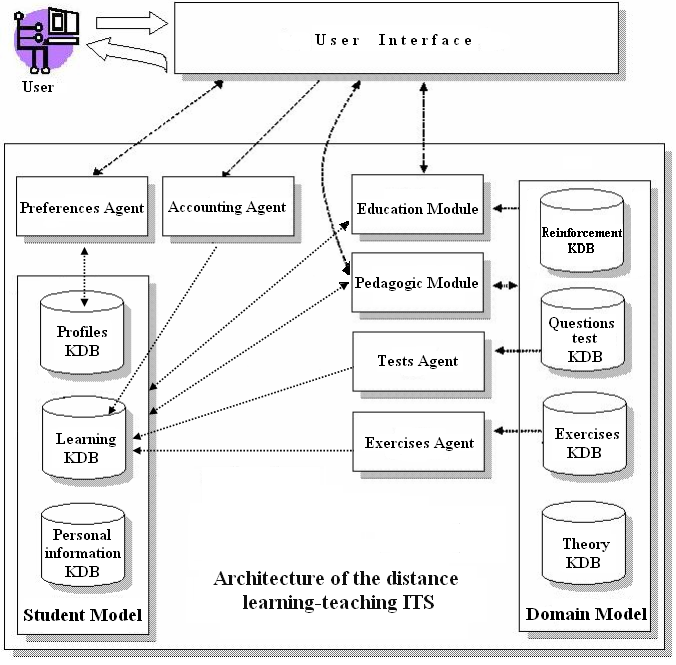 User Interface
User
Preferences Agent
Accounting Agent
Education Module
Reinforcement
KDB
Pedagogic Module
Profiles
KDB
Questions
test
KDB
Tests Agent
Learning
KDB
Exercises Agent
Exercises
KDB
Personal
information
KDB
Theory
KDB
Architecture of the distance
learning-teaching ITS
Student Model
Domain Model